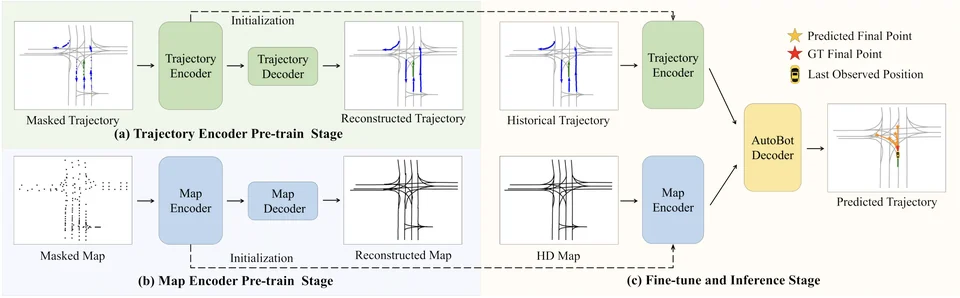 Initialization
Trajectory
Encoder
Trajectory
Decoder
Masked Trajectory
Reconstructed Trajectory
(a) Trajectory Encoder Pre-train Stage
Map
Encoder
Map
Decoder
Masked Map
Reconstructed Map
Initialization
(b) Map Encoder Pre-train Stage
Historical Trajectory
Trajectory
Encoder
HD Map
Map
Encoder
AutoBot
Decoder
Predicted Final Point
GT Final Point
Last Observed Position
Predicted Trajectory
(c) Fine-tune and Inference Stage